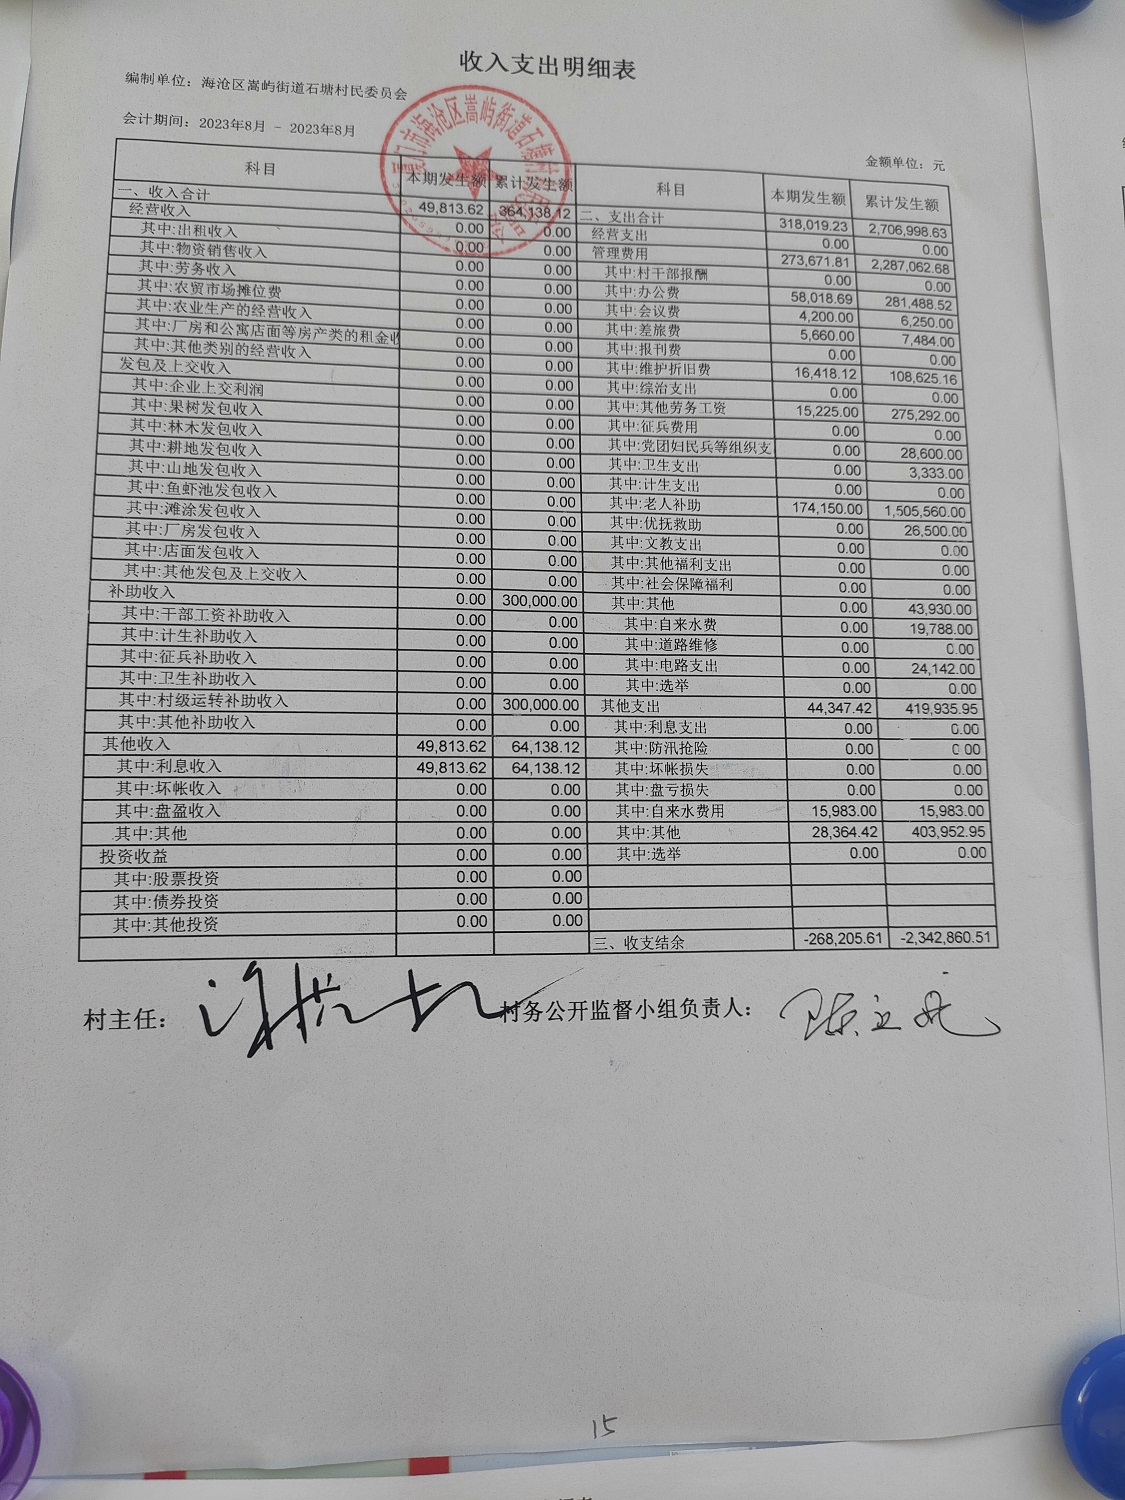 收入支出明细表
编制单位: 海沧区嵩屿街道石塘村民委员会
会计期间: 2023年8月 - 2023年8月
金额单位: 元
科目 本期发生额 累计发生额 科目 本期发生额 累计发生额
一、收入合计 49,813.62 364,138.12 二、支出合计 318,019.23 2,706,998.63
经营收入 0.00 0.00 经营支出 0.00 0.00
其中:出租收入 0.00 0.00 管理费用 273,671.81 2,287,062.68
其中:物资销售收入 0.00 0.00 其中:村干部报酬 0.00 0.00
其中:劳务收入 0.00 0.00 其中:办公费 58,018.69 281,488.52
其中:农贸市场摊位费 0.00 0.00 其中:会议费 4,200.00 6,250.00
其中:农业生产的经营收入 0.00 0.00 其中:差旅费 5,660.00 7,484.00
其中:厂房和公寓店面等房产类的租金收 0.00 0.00 其中:报刊费 0.00 0.00
其中:其他类别的经营收入 0.00 0.00 其中:维护折旧费 16,418.12 108,625.16
发包及上交收入 0.00 0.00 其中:综治支出 0.00 0.00
其中:企业上交利润 0.00 0.00 其中:其他劳务工资 15,225.00 275,292.00
其中:果树发包收入 0.00 0.00 其中:征兵费用 0.00 0.00
其中:林木发包收入 0.00 0.00 其中:党团妇民兵等组织支 0.00 28,600.00
其中:耕地发包收入 0.00 0.00 其中:卫生支出 0.00 3,333.00
其中:山地发包收入 0.00 0.00 其中:计生支出 0.00 0.00
其中:鱼虾池发包收入 0.00 0.00 其中:老人补助 174,150.00 1,505,560.00
其中:滩涂发包收入 0.00 0.00 其中:优抚救助 0.00 26,500.00
其中:厂房发包收入 0.00 0.00 其中:文教支出 0.00 0.00
其中:店面发包收入 0.00 0.00 其中:其他福利支出 0.00 0.00
其中:其他发包及上交收入 0.00 0.00 其中:社会保障福利 0.00 0.00
补助收入 0.00 300,000.00 其中:其他 0.00 43,930.00
其中:干部工资补助收入 0.00 0.00 其中:自来水费 0.00 19,788.00
其中:计生补助收入 0.00 0.00 其中:道路维修 0.00 0.00
其中:征兵补助收入 0.00 0.00 其中:电路支出 0.00 24,142.00
其中:卫生补助收入 0.00 0.00 其中:选举 0.00 0.00
其中:村级运转补助收入 0.00 300,000.00 其他支出 44,347.42 419,935.95
其中:其他补助收入 0.00 0.00 其中:利息支出 0.00 0.00
其他收入 49,813.62 64,138.12 其中:防汛抢险 0.00 0.00
其中:利息收入 49,813.62 64,138.12 其中:坏帐损失 0.00 0.00
其中:坏帐收入 0.00 0.00 其中:盘亏损失 0.00 0.00
其中:盘盈收入 0.00 0.00 其中:自来水费用 15,983.00 15,983.00
其中:其他 0.00 0.00 其中:其他 28,364.42 403,952.95
投资收益 0.00 0.00 其中:选举 0.00 0.00
其中:股票投资 0.00 0.00
其中:债券投资 0.00 0.00
其中:其他投资 0.00 0.00
三、收支结余 -268,205.61 -2,342,860.51
村主任: 村务公开监督小组负责人:
15